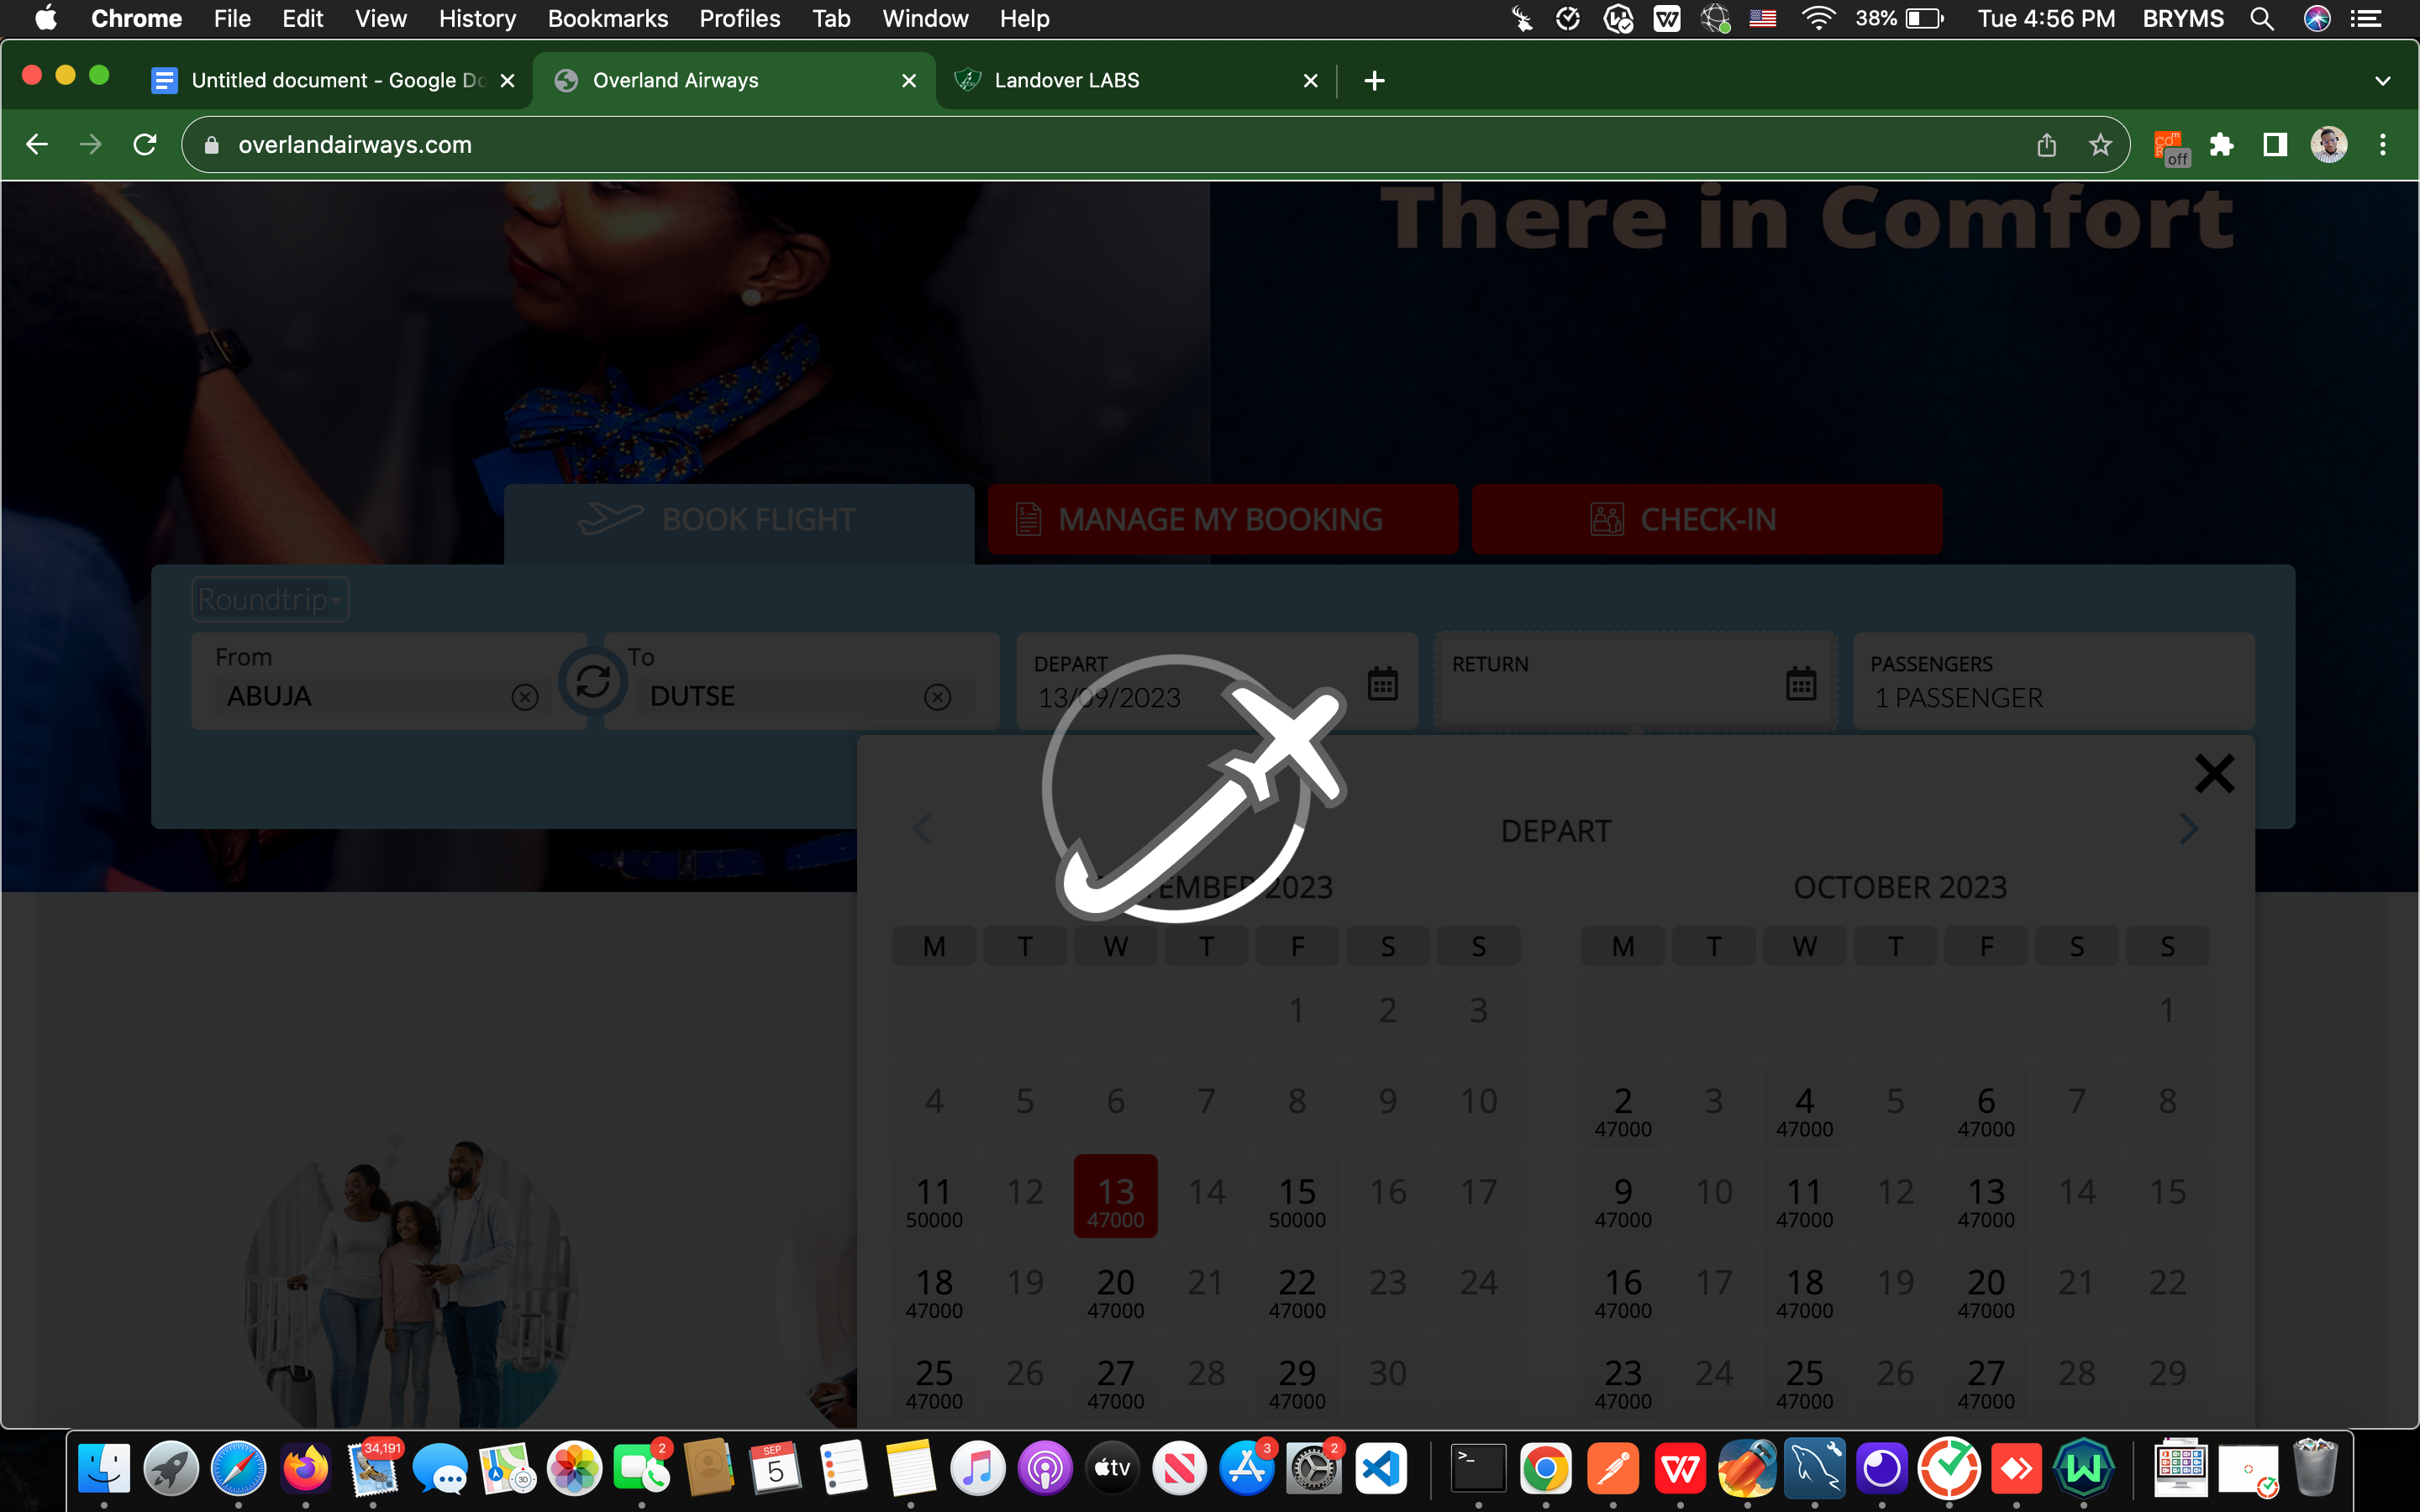 Chrome File Edit View History Bookmarks Profiles Tab Window Help 38% Tue 4:56 PM BRYMS
Untitled document - Google Do Overland Airways Landover LABS
overlandairways.com off
There in Comfort
BOOK FLIGHT MANAGE MY BOOKING CHECK-IN
Roundtrip
From To DEPART RETURN PASSENGERS
ABUJA DUTSE 13/09/2023 1 PASSENGER
DEPART
2023 OCTOBER 2023
M T W T F S S M T W T F S S
1 2 3 1
4 5 6 7 8 9 10 2 3 4 5 6 7 8
47000 47000 47000
11 12 13 14 15 16 17 9 10 11 12 13 14 15
50000 47000 50000 47000 47000 47000
18 19 20 21 22 23 24 16 17 18 19 20 21 22
47000 47000 47000 47000 47000 47000
25 26 27 28 29 30 23 24 25 26 27 28 29
47000 47000 47000 47000 47000 47000
34,191 3D 2 SEP 5 tv 3 2 >_ W W